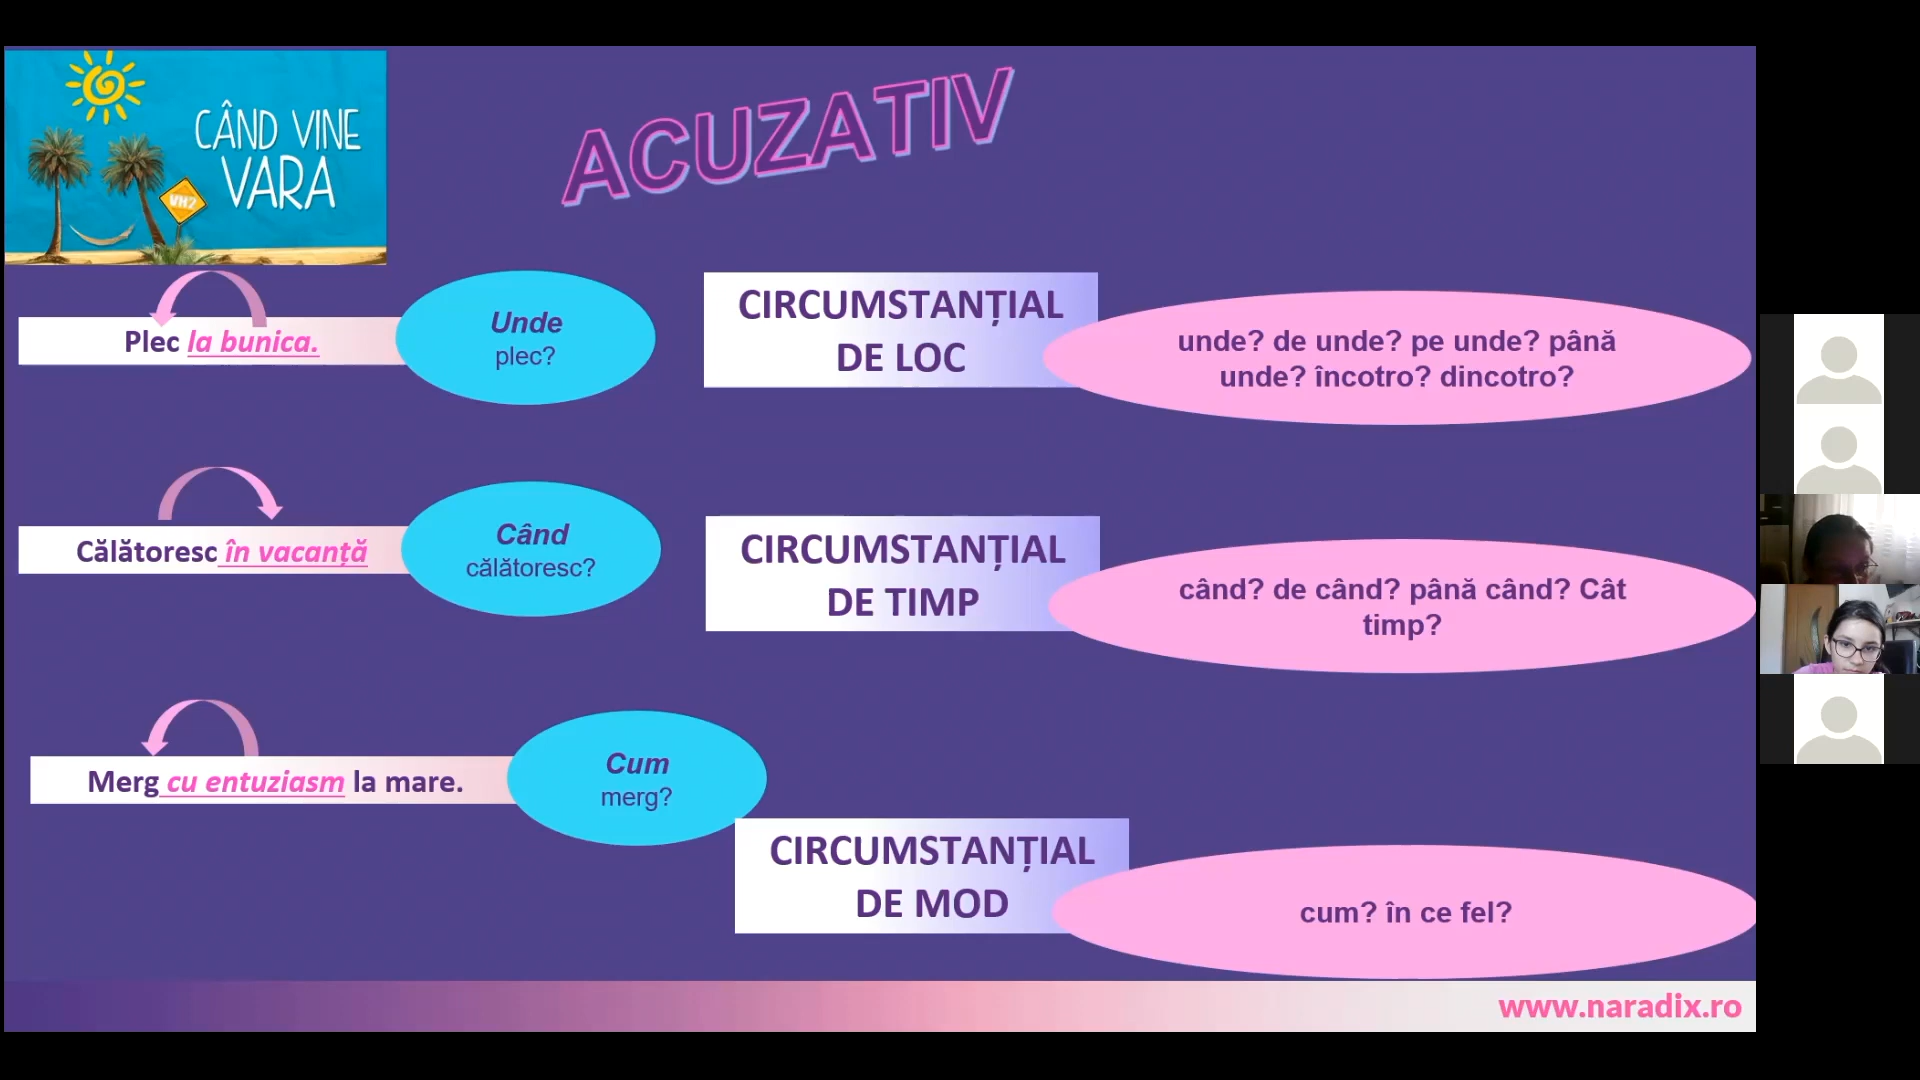 CÂND VINE
VARA
VH2
ACUZATIV
Plec la bunica.
Unde
plec?
CIRCUMSTANȚIAL
DE LOC
unde? de unde? pe unde? până
unde? încotro? dincotro?
Călătoresc în vacanță
Când
călătoresc?
CIRCUMSTANȚIAL
DE TIMP
când? de când? până când? Cât
timp?
Merg cu entuziasm la mare.
Cum
merg?
CIRCUMSTANȚIAL
DE MOD
cum? în ce fel?
www.naradix.ro